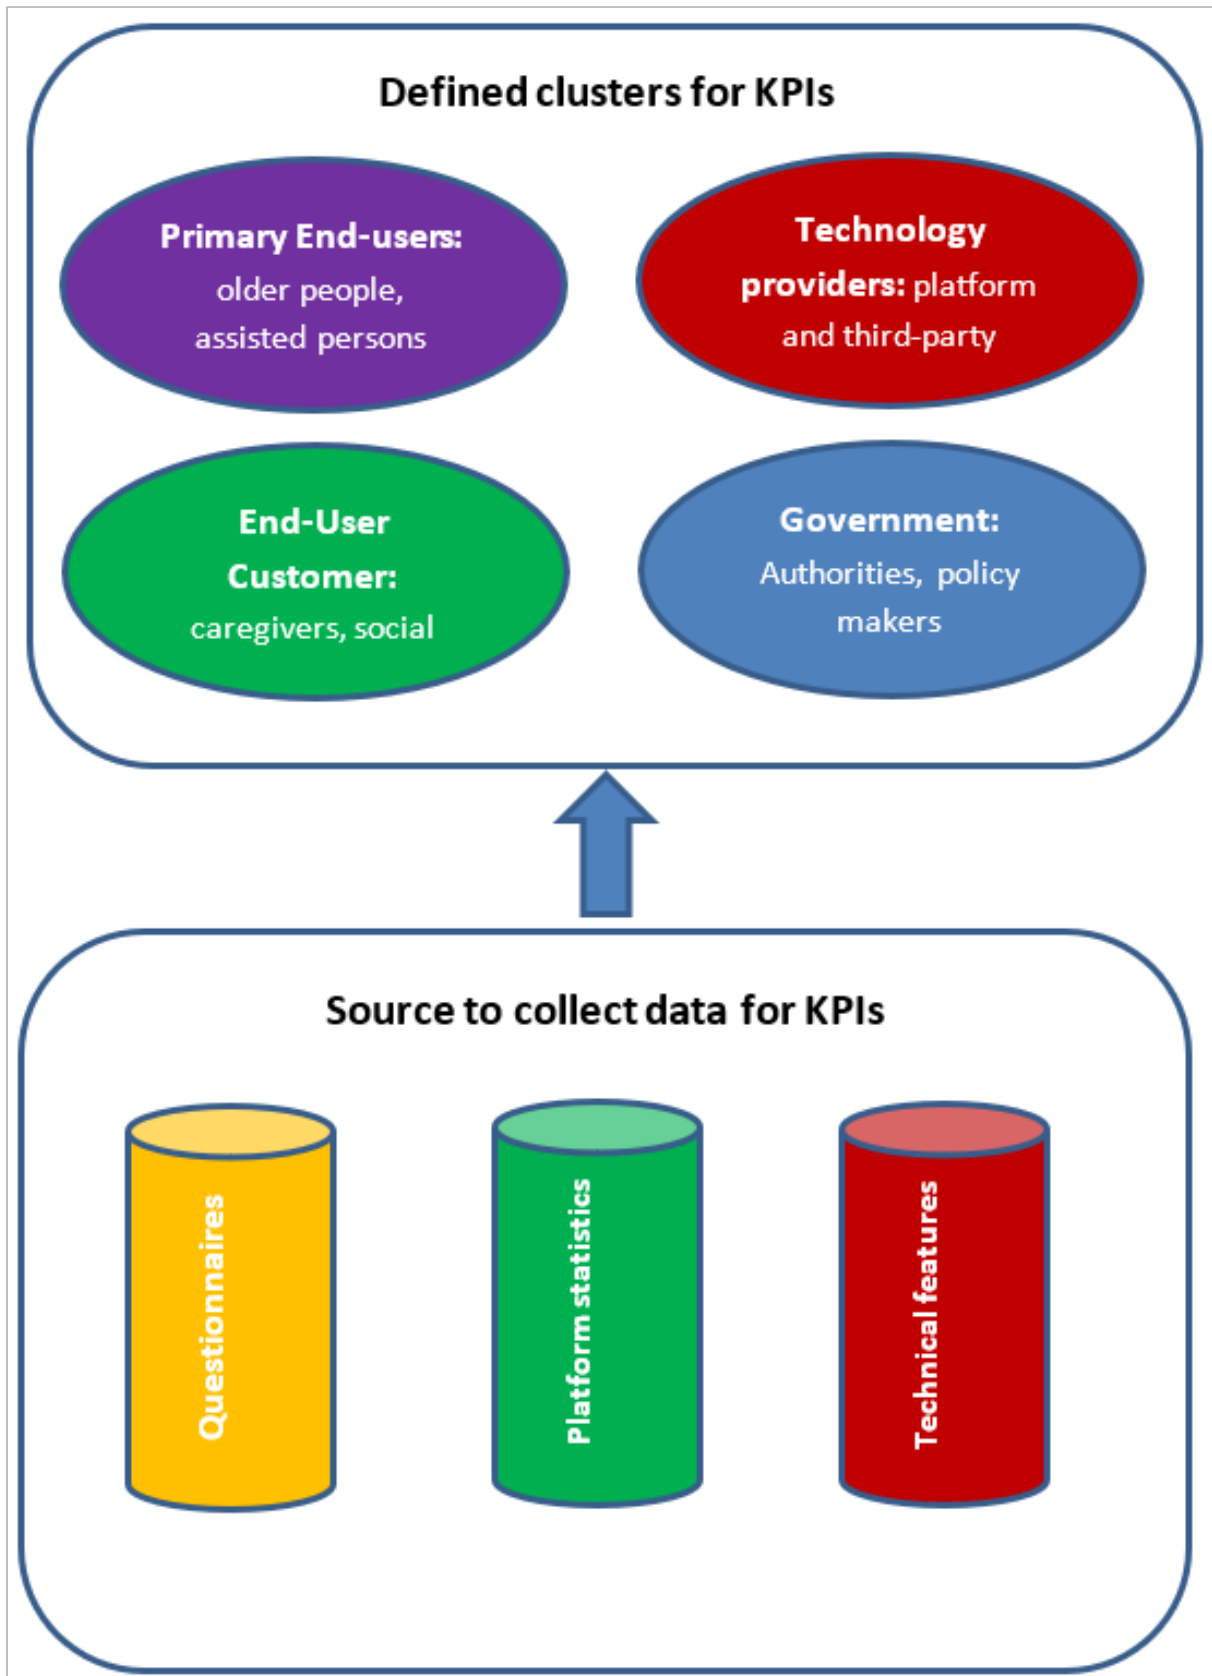 Defined clusters for KPIs
Primary End-users:
older people,
assisted persons
Technology
providers: platform
and third-party
End-User
Customer:
caregivers, social
Government:
Authorities, policy
makers
Source to collect data for KPIs
Questionnaires
Platform statistics
Technical features